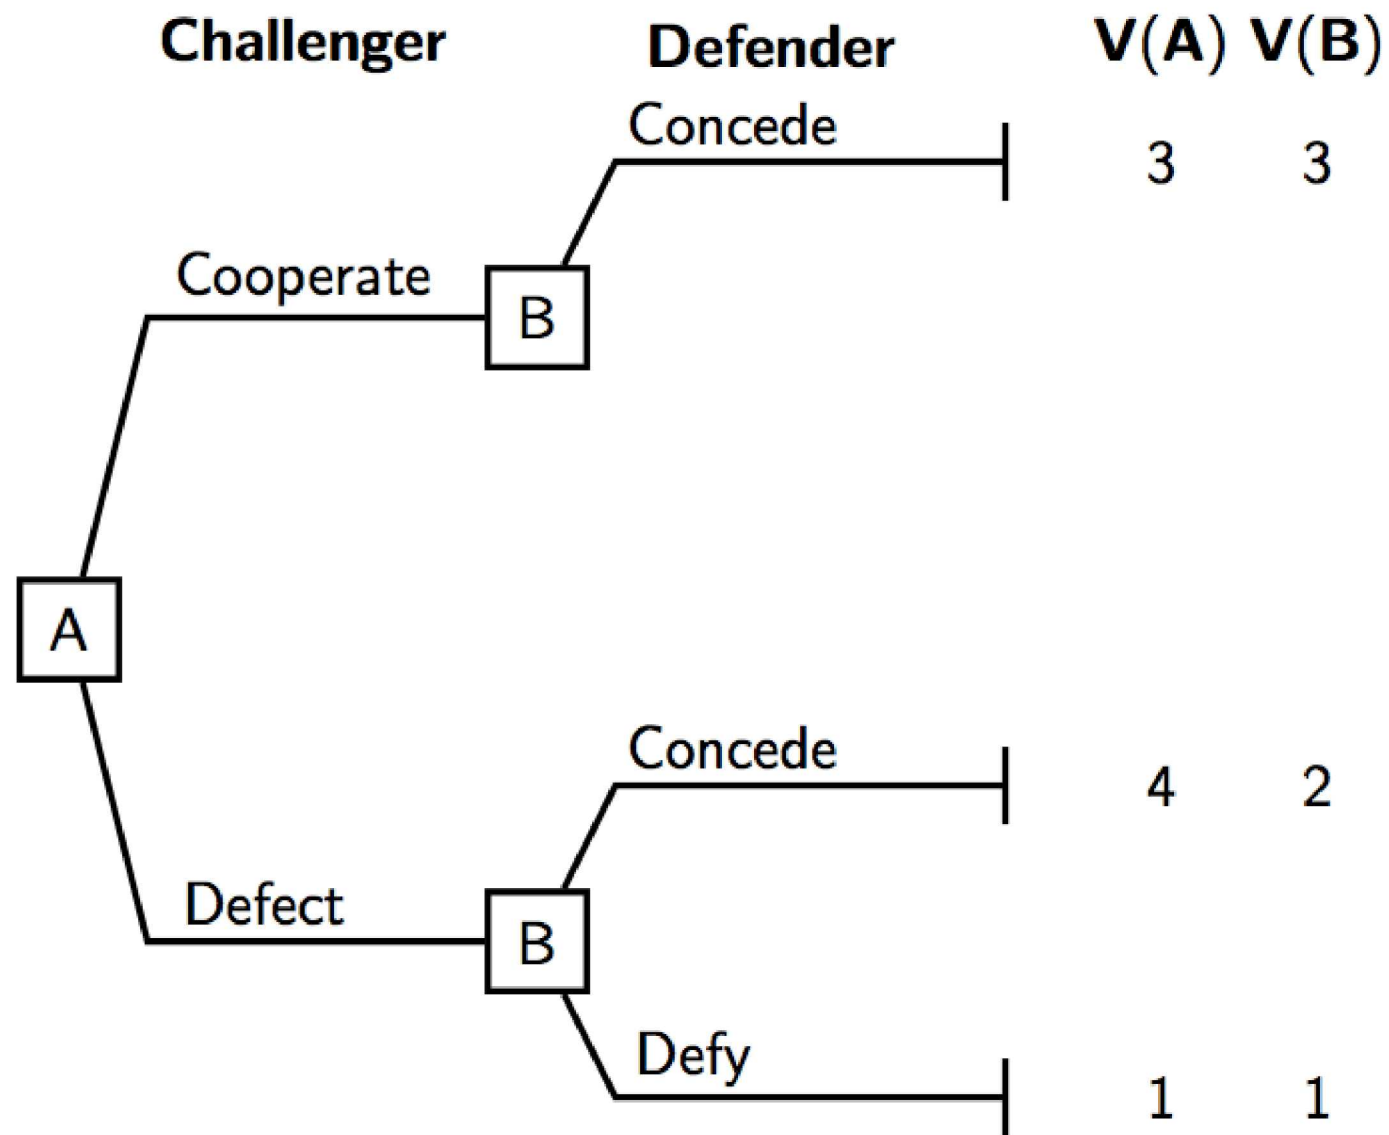 Challenger Defender V(A) V(B)
Concede
3 3
Cooperate
B
A
Concede
4 2
Defect
B
Defy
1 1